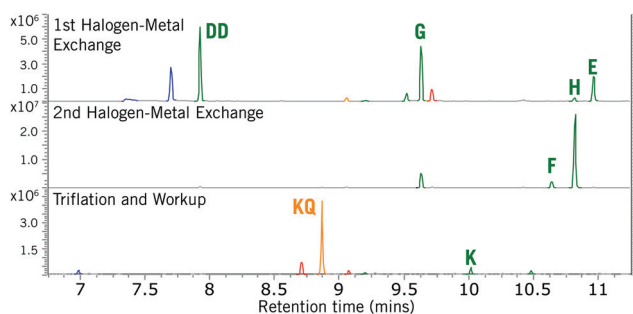 x10⁶
1st Halogen-Metal
Exchange
DD
G
H
E
5.0
3.0
1.0
x10⁷
2nd Halogen-Metal Exchange
2.0
1.0
F
x10⁶
Triflation and Workup
KQ
K
3.0
1.5
7 7.5 8 8.5 9 9.5 10 10.5 11
Retention time (mins)